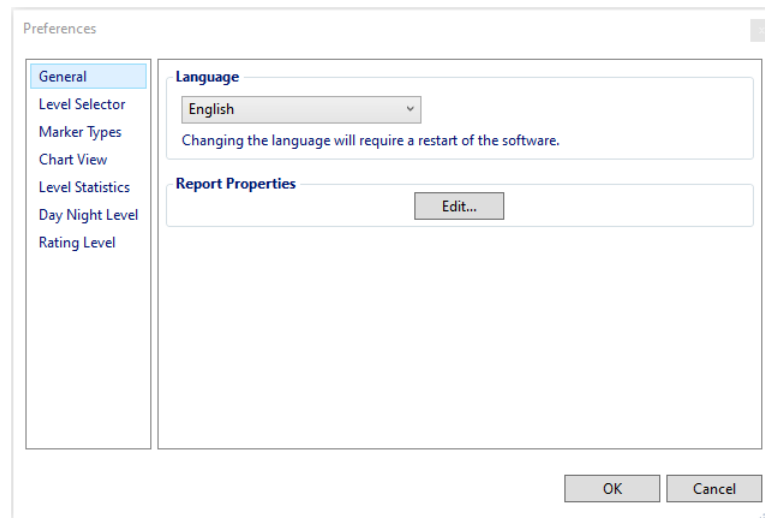 Preferences
General
Level Selector
Marker Types
Chart View
Level Statistics
Day Night Level
Rating Level
Language
English
Changing the language will require a restart of the software.
Report Properties
Edit...
OK
Cancel